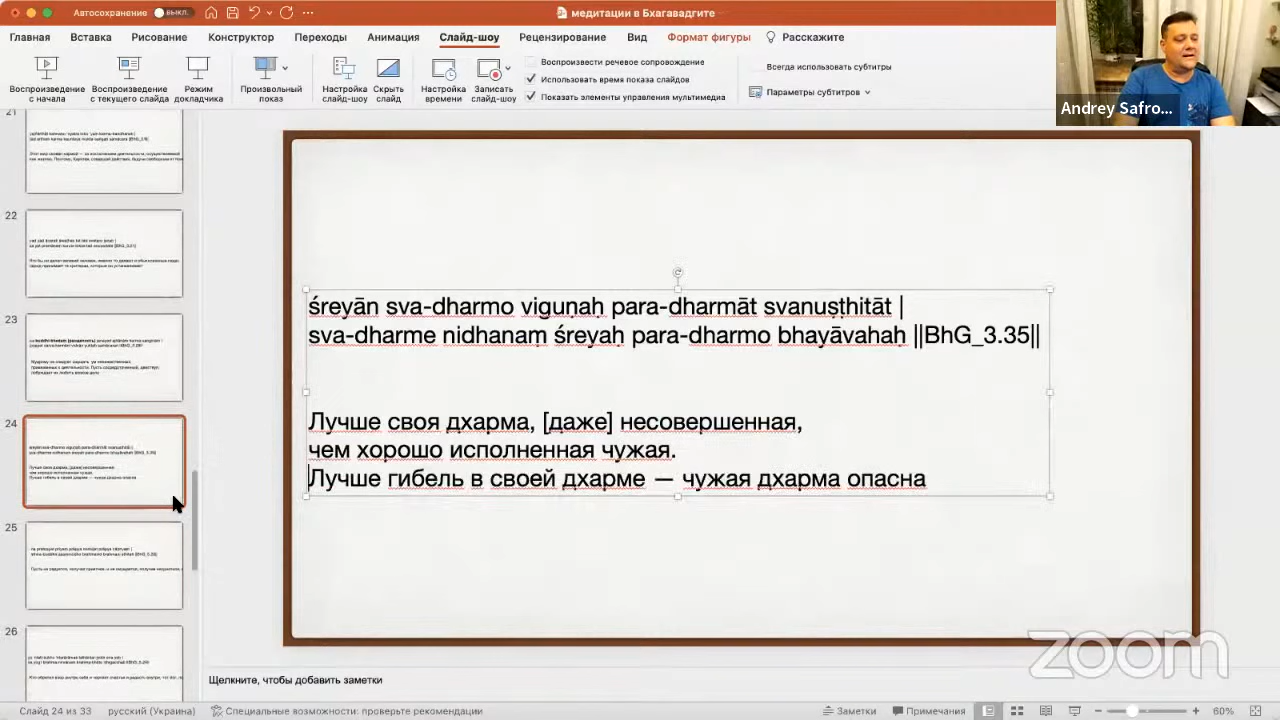 Автосохранение ВЫКЛ. медитации в Бхагавадгите
Главная Вставка Рисование Конструктор Переходы Анимация Слайд-шоу Рецензирование Вид Формат фигуры Расскажите
Воспроизведение с начала
Воспроизведение с текущего слайда
Режим докладчика
Произвольный показ
Настройка слайд-шоу
Скрыть слайд
Настройка времени
Записать слайд-шоу
Воспроизвести речевое сопровождение
Использовать время показа слайдов
Показать элементы управления мультимедиа
Всегда использовать субтитры
Параметры субтитров
Andrey Safro...
21
22
23
24
25
26
śreyān sva-dharmo viguṇaḥ para-dharmāt svanuṣṭhitāt |
sva-dharme nidhanaṃ śreyaḥ para-dharmo bhayāvahaḥ ||BhG_3.35||
Лучше своя дхарма, [даже] несовершенная,
чем хорошо исполненная чужая.
Лучше гибель в своей дхарме — чужая дхарма опасна
zoom
Щелкните, чтобы добавить заметки
Слайд 24 из 33 русский (Украина) Специальные возможности: проверьте рекомендации Заметки Примечания 60%